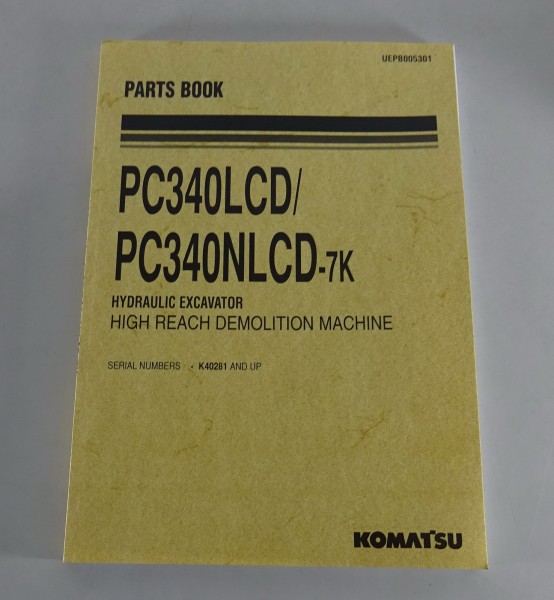 UEPB005301
PARTS BOOK
PC340LCD/
PC340NLCD-7K
HYDRAULIC EXCAVATOR
HIGH REACH DEMOLITION MACHINE
SERIAL NUMBERS - K40281 AND UP
KOMATSU